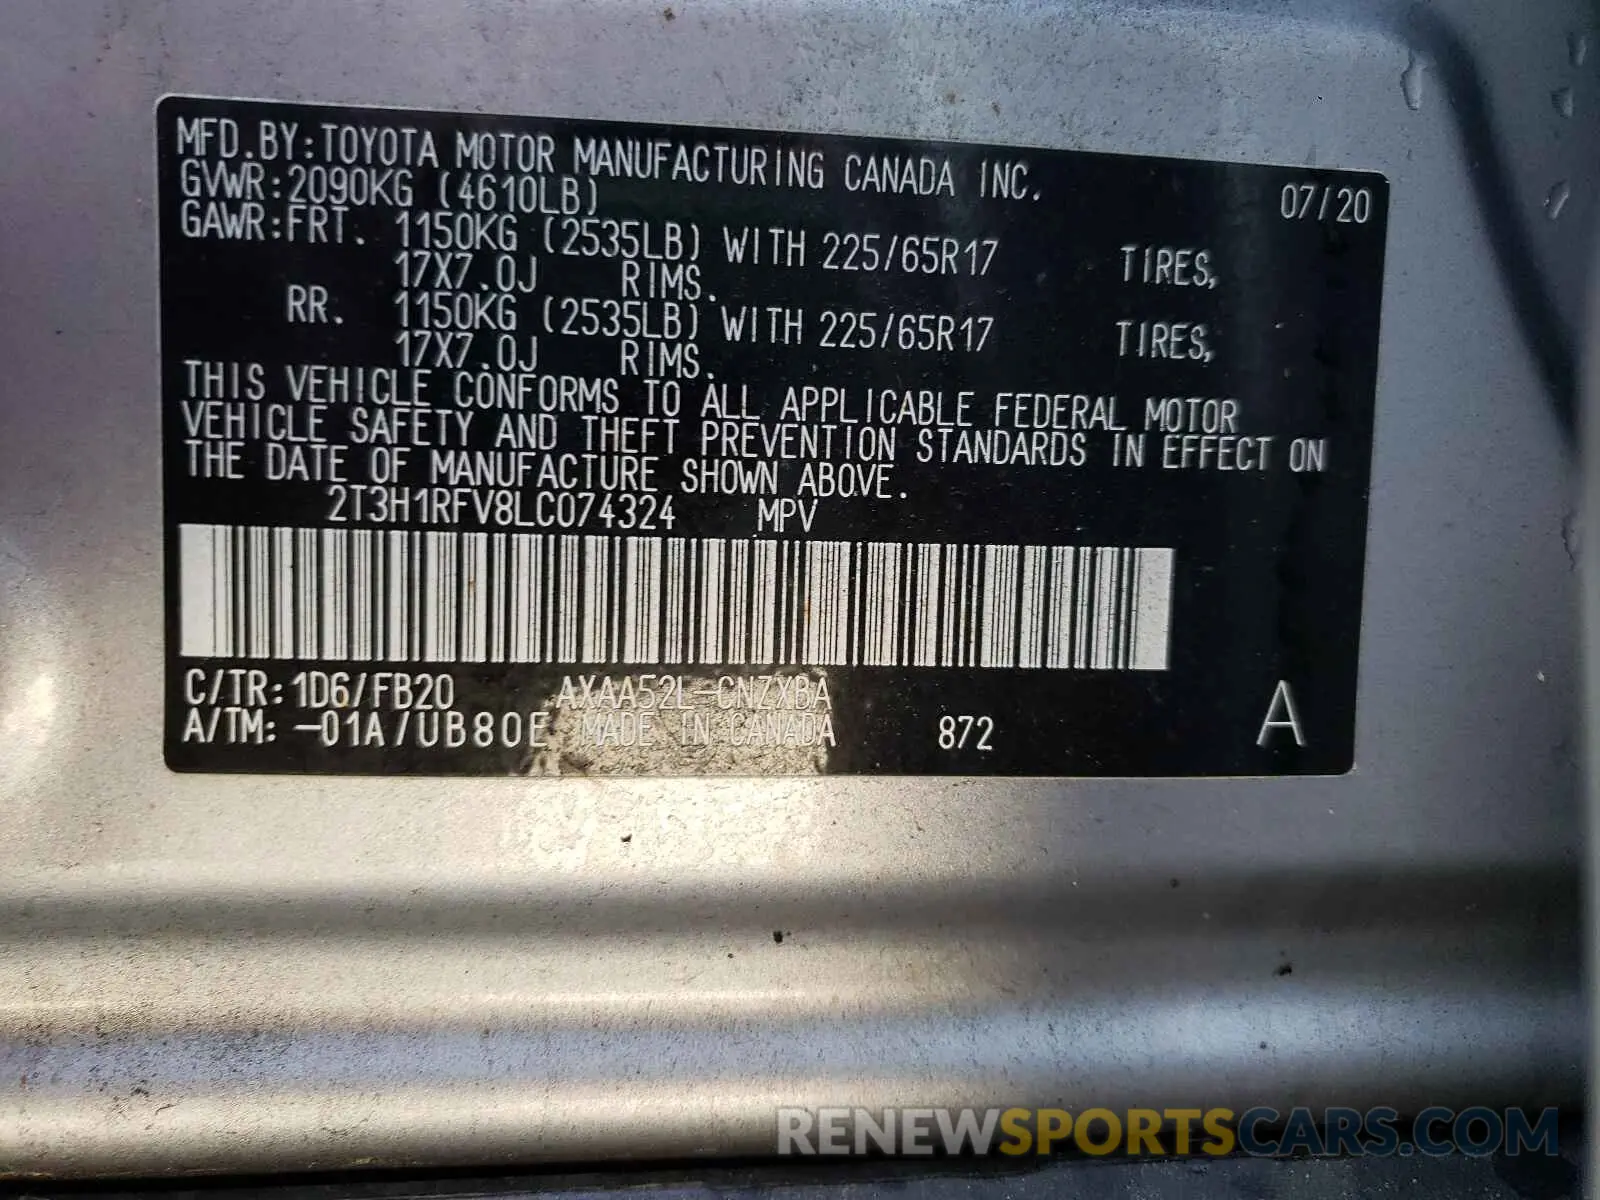 MFD.BY:TOYOTA MOTOR MANUFACTURING CANADA INC. 07/20
GVWR:2090KG (4610LB)
GAWR:FRT. 1150KG (2535LB) WITH 225/65R17 TIRES,
17X7.0J RIMS.
RR. 1150KG (2535LB) WITH 225/65R17 TIRES,
17X7.0J RIMS.
THIS VEHICLE CONFORMS TO ALL APPLICABLE FEDERAL MOTOR
VEHICLE SAFETY AND THEFT PREVENTION STANDARDS IN EFFECT ON
THE DATE OF MANUFACTURE SHOWN ABOVE.
2T3H1RFV8LC074324 MPV
C/TR:1D6/FB20 AXAA52L-CNZXBA
A/TM:-01A/UB80E MADE IN CANADA 872 A
RENEWSPORTSCARS.COM